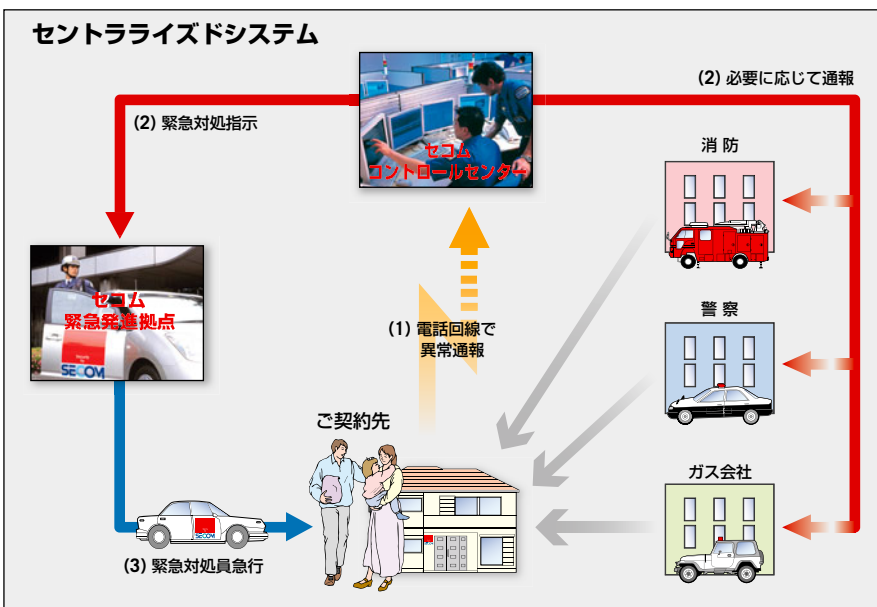 セントラライズドシステム
(2) 必要に応じて通報
(2) 緊急対処指示
セコム
コントロールセンター
消 防
セコム
緊急発進拠点
SECOM
(1) 電話回線で
異常通報
警 察
ご契約先
ガス会社
SECOM
(3) 緊急対処員急行